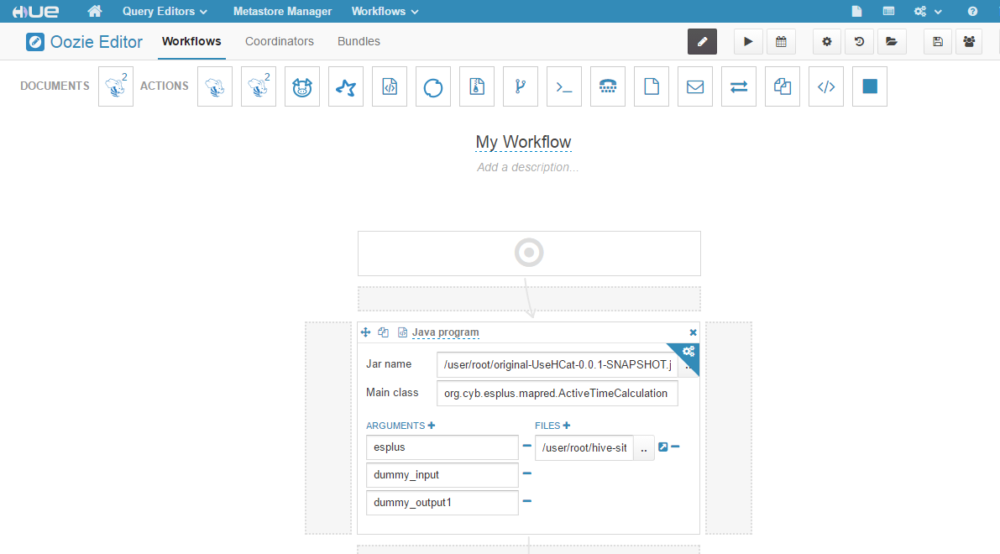 HUE Query Editors Metastore Manager Workflows
Oozie Editor Workflows Coordinators Bundles
DOCUMENTS 2 ACTIONS 2
My Workflow
Add a description...
Java program
Jar name /user/root/original-UseHCat-0.0.1-SNAPSHOT.j ..
Main class org.cyb.esplus.mapred.ActiveTimeCalculation
ARGUMENTS + FILES +
esplus /user/root/hive-sit ..
dummy_input
dummy_output1